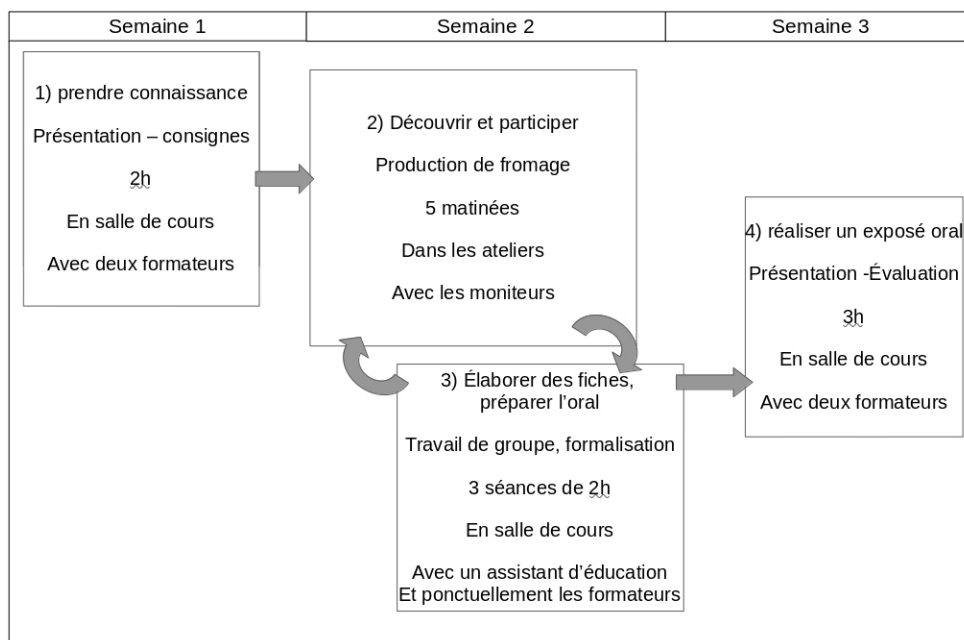 Semaine 1
Semaine 2
Semaine 3
1) prendre connaissance
Présentation – consignes
2h
En salle de cours
Avec deux formateurs
2) Découvrir et participer
Production de fromage
5 matinées
Dans les ateliers
Avec les moniteurs
3) Élaborer des fiches,
préparer l’oral
Travail de groupe, formalisation
3 séances de 2h
En salle de cours
Avec un assistant d’éducation
Et ponctuellement les formateurs
4) réaliser un exposé oral
Présentation -Évaluation
3h
En salle de cours
Avec deux formateurs